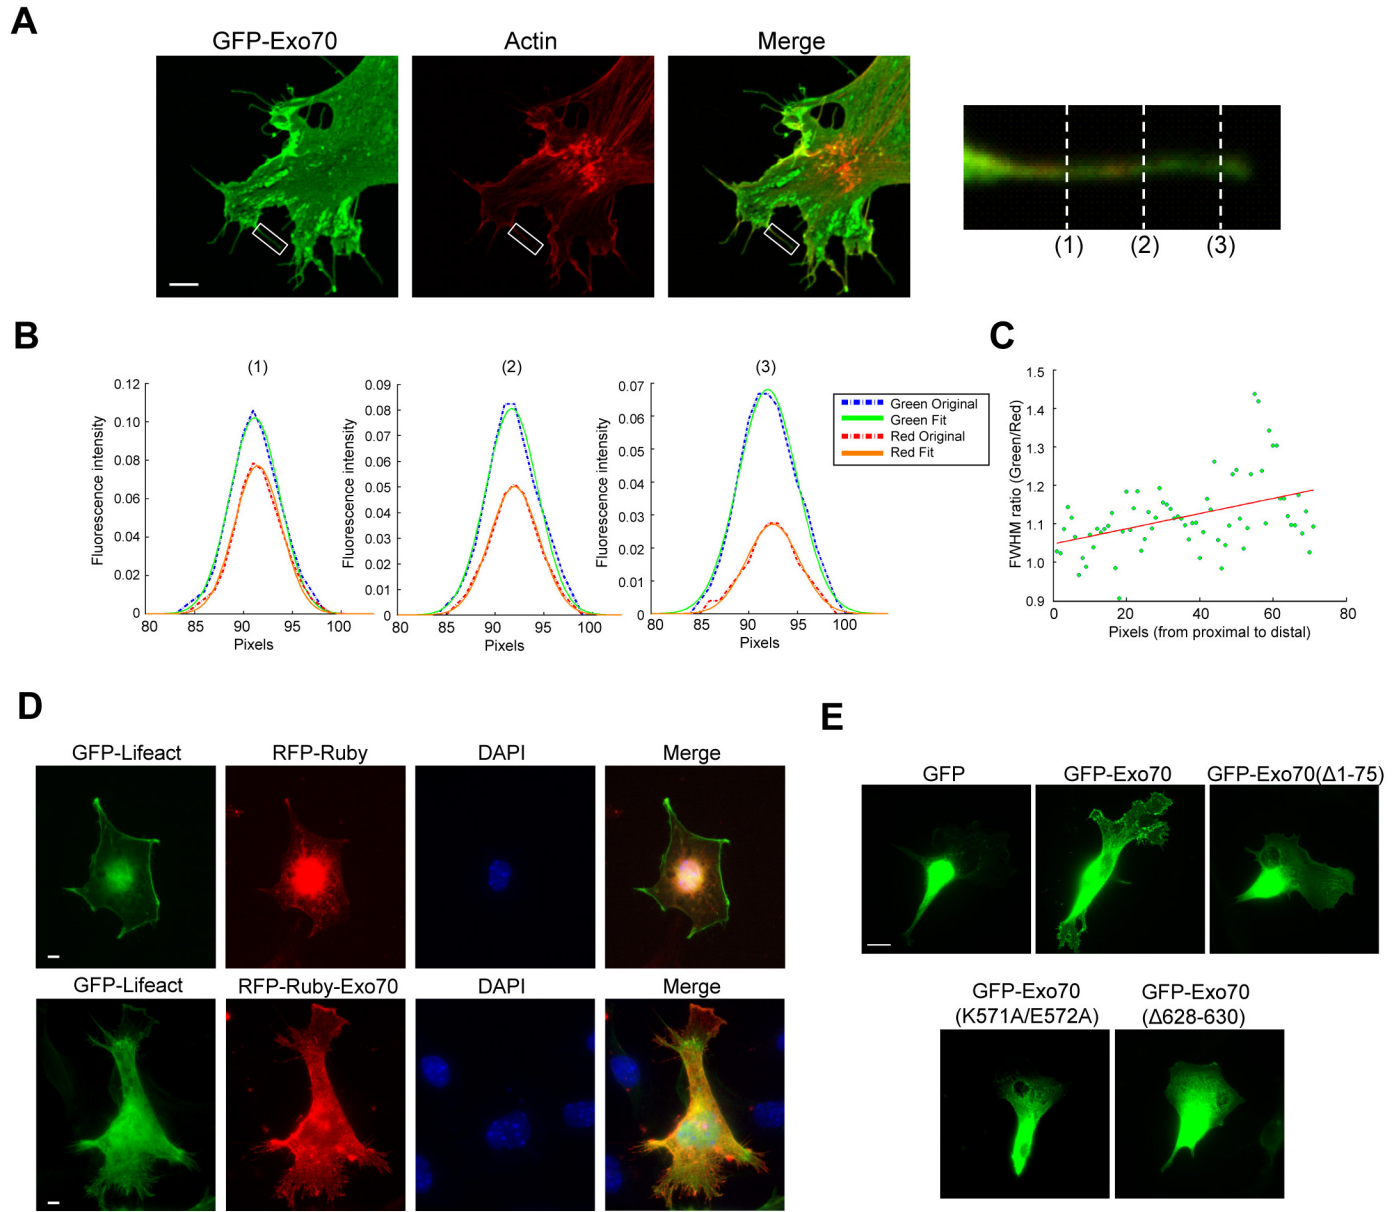 A
GFP-Exo70 Actin Merge
(1) (2) (3)
B
(1) (2) (3)
Fluorescence intensity
0.12
0.10
0.08
0.06
0.04
0.02
0
80 85 90 95 100
Pixels
Fluorescence intensity
0.09
0.08
0.07
0.06
0.05
0.04
0.03
0.02
0.01
0
80 85 90 95 100
Pixels
Fluorescence intensity
0.07
0.06
0.05
0.04
0.03
0.02
0.01
0
80 85 90 95 100
Pixels
Green Original
Green Fit
Red Original
Red Fit
C
FWHM ratio (Green/Red)
1.5
1.4
1.3
1.2
1.1
1.0
0.9
0 20 40 60 80
Pixels (from proximal to distal)
D
GFP-Lifeact RFP-Ruby DAPI Merge
GFP-Lifeact RFP-Ruby-Exo70 DAPI Merge
E
GFP GFP-Exo70 GFP-Exo70(Δ1-75)
GFP-Exo70
(K571A/E572A)
GFP-Exo70
(Δ628-630)